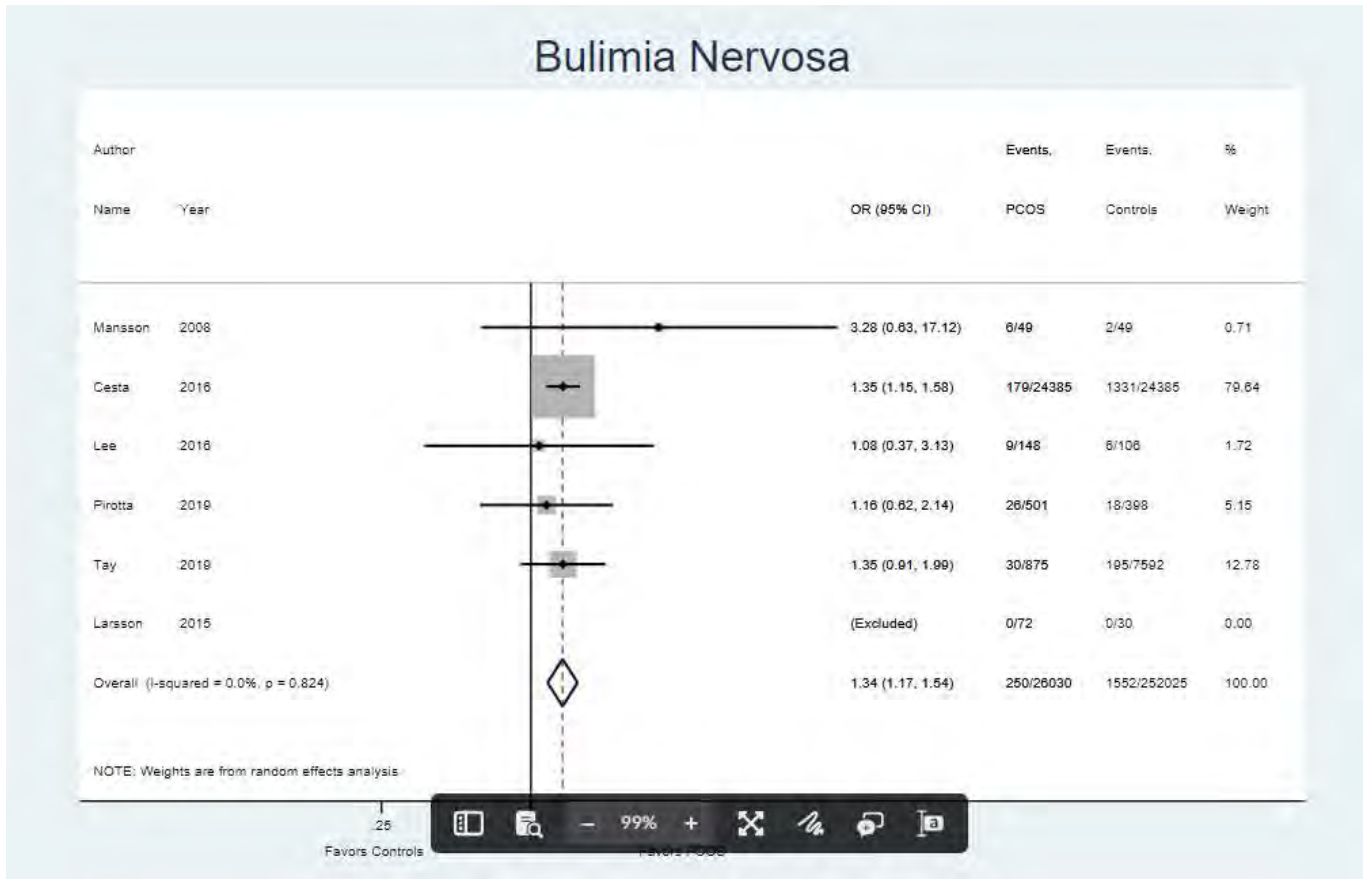 Bulimia Nervosa
Author Events, Events, %
Name Year OR (95% CI) PCOS Controls Weight
Mansson 2008 3.28 (0.63, 17.12) 6/49 2/49 0.71
Cesta 2016 1.35 (1.15, 1.58) 179/24385 1331/24385 79.64
Lee 2016 1.08 (0.37, 3.13) 9/148 6/106 1.72
Pirotta 2019 1.16 (0.62, 2.14) 26/501 18/398 5.15
Tay 2019 1.35 (0.91, 1.99) 30/875 195/7592 12.78
Larsson 2015 (Excluded) 0/72 0/30 0.00
Overall (I-squared = 0.0%, p = 0.824) 1.34 (1.17, 1.54) 250/26030 1552/252025 100.00
NOTE: Weights are from random effects analysis
.25
99%
Favors Controls Favors PCOS